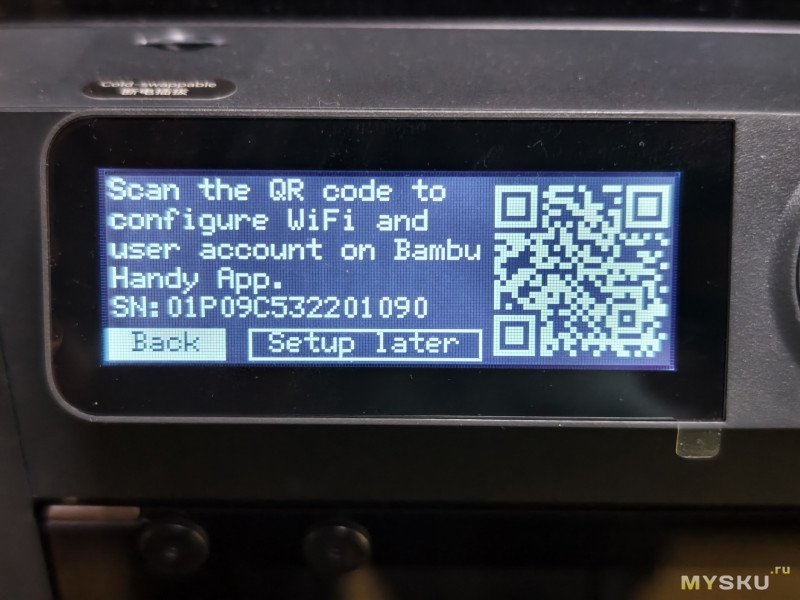 Cold-swappable
断电插拔
Scan the QR code to
configure WiFi and
user account on Bambu
Handy App.
SN:01P09C532201090
Back
Setup later
MYSKU.ru